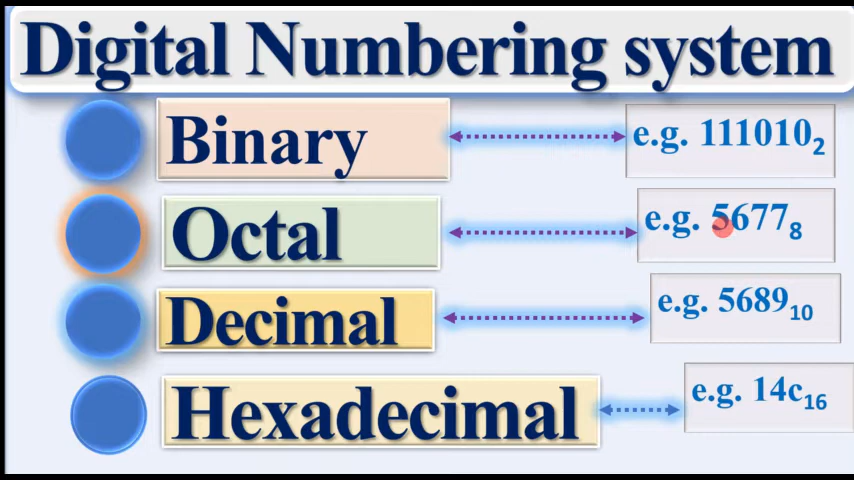 Digital Numbering system
Binary e.g. 111010₂
Octal e.g. 5677₈
Decimal e.g. 5689₁₀
Hexadecimal e.g. 14c₁₆